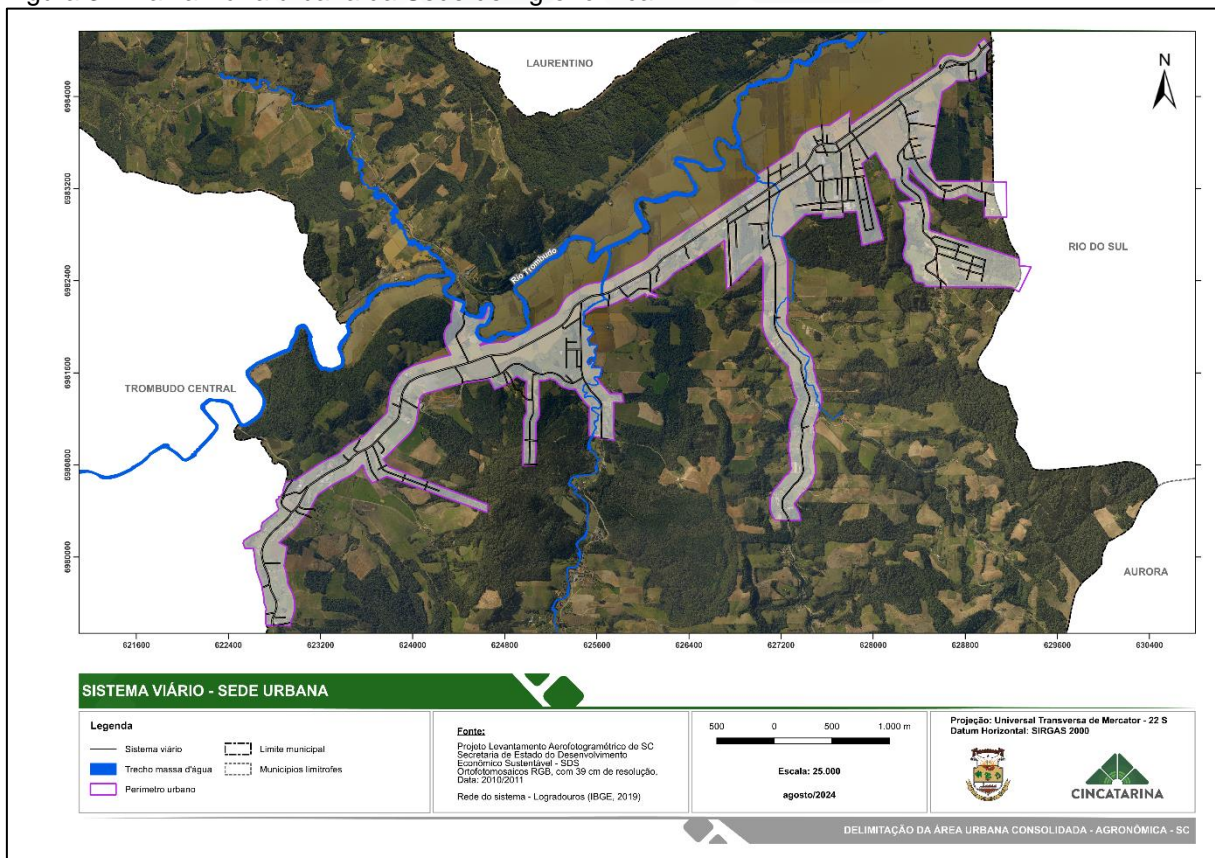 LAURENTINO
N
6984000
6983200
RIO DO SUL
Rio Trombudo
6982400
6981600
TROMBUDO CENTRAL
6980800
6980000
AURORA
621600 622400 623200 624000 624800 625600 626400 627200 628000 628800 629600 630400
SISTEMA VIÁRIO - SEDE URBANA
Legenda
Sistema viário
Limite municipal
Trecho massa d'água
Municípios limítrofes
Perímetro urbano
Fonte:
Projeto Levantamento Aerofotogramétrico de SC
Secretaria de Estado do Desenvolvimento
Econômico Sustentável - SDS
Ortofotomosaicos RGB, com 39 cm de resolução.
Data: 2010/2011
Rede do sistema - Logradouros (IBGE, 2019)
500 0 500 1.000 m
Escala: 25.000
agosto/2024
Projeção: Universal Transversa de Mercator - 22 S
Datum Horizontal: SIRGAS 2000
CINCATARINA
DELIMITAÇÃO DA ÁREA URBANA CONSOLIDADA - AGRONÔMICA - SC